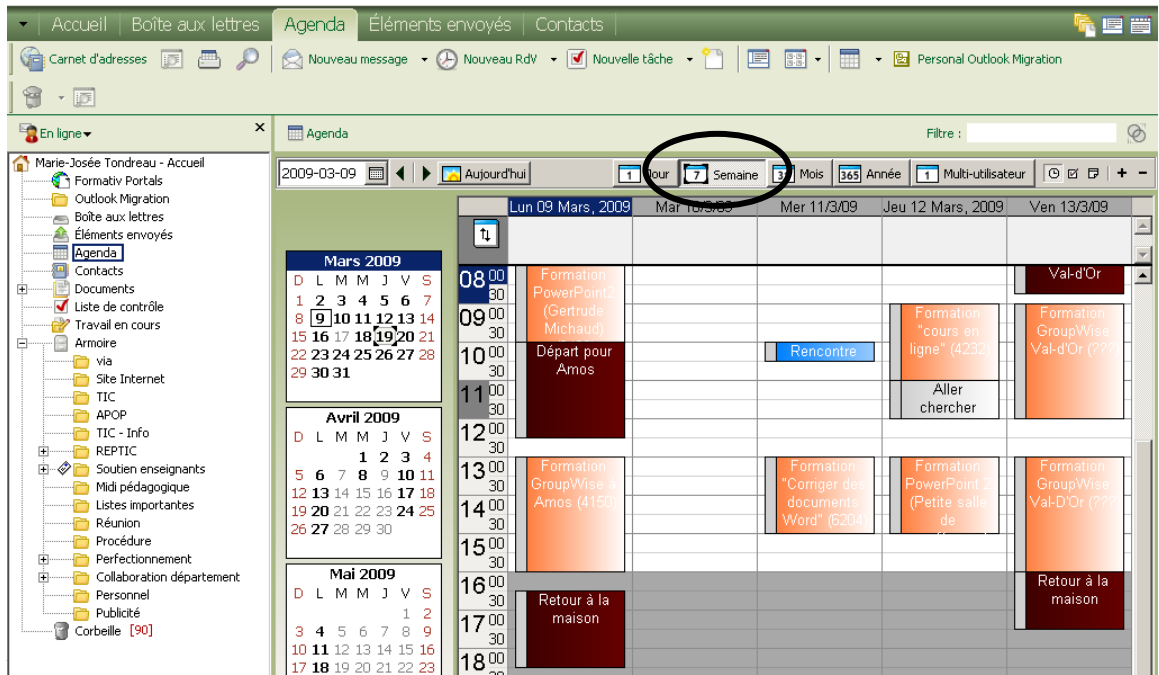 Accueil Boîte aux lettres Agenda Éléments envoyés Contacts
Carnet d'adresses Nouveau message Nouveau RdV Nouvelle tâche Personal Outlook Migration
En ligne x
Agenda Filtre :
Marie-Josée Tondreau - Accueil
Formativ Portals
Outlook Migration
Boîte aux lettres
Éléments envoyés
Agenda
Contacts
Documents
Liste de contrôle
Travail en cours
Armoire
via
Site Internet
TIC
APOP
TIC - Info
REPTIC
Soutien enseignants
Midi pédagogique
Listes importantes
Réunion
Procédure
Perfectionnement
Collaboration département
Personnel
Publicité
Corbeille [90]
2009-03-09 Aujourd'hui 1 Jour 7 Semaine Mois 365 Année 1 Multi-utilisateur + -
Mars 2009
D L M M J V S
1 2 3 4 5 6 7
8 9 10 11 12 13 14
15 16 17 18 19 20 21
22 23 24 25 26 27 28
29 30 31
Avril 2009
D L M M J V S
1 2 3 4
5 6 7 8 9 10 11
12 13 14 15 16 17 18
19 20 21 22 23 24 25
26 27 28 29 30
Mai 2009
D L M M J V S
1 2
3 4 5 6 7 8 9
10 11 12 13 14 15 16
17 18 19 20 21 22 23
Lun 09 Mars, 2009 Mar 10/3/09 Mer 11/3/09 Jeu 12 Mars, 2009 Ven 13/3/09
08 00
30
09 00
30
10 00
30
11 00
30
12 00
30
13 00
30
14 00
30
15 00
30
16 00
30
17 00
30
18 00
Formation
PowerPoint2
(Gertrude
Michaud)
Départ pour
Amos
Formation
GroupWise à
Amos (4150)
Retour à la
maison
Rencontre
Formation
"Corriger des
documents
Word" (6204)
Formation
"cours en
ligne" (4232)
Aller
chercher
Formation
PowerPoint 2
(Petite salle
de
Val-d'Or
Formation
GroupWise
Val-d'Or (???)
Formation
GroupWise
Val-D'Or (???)
Retour à la
maison